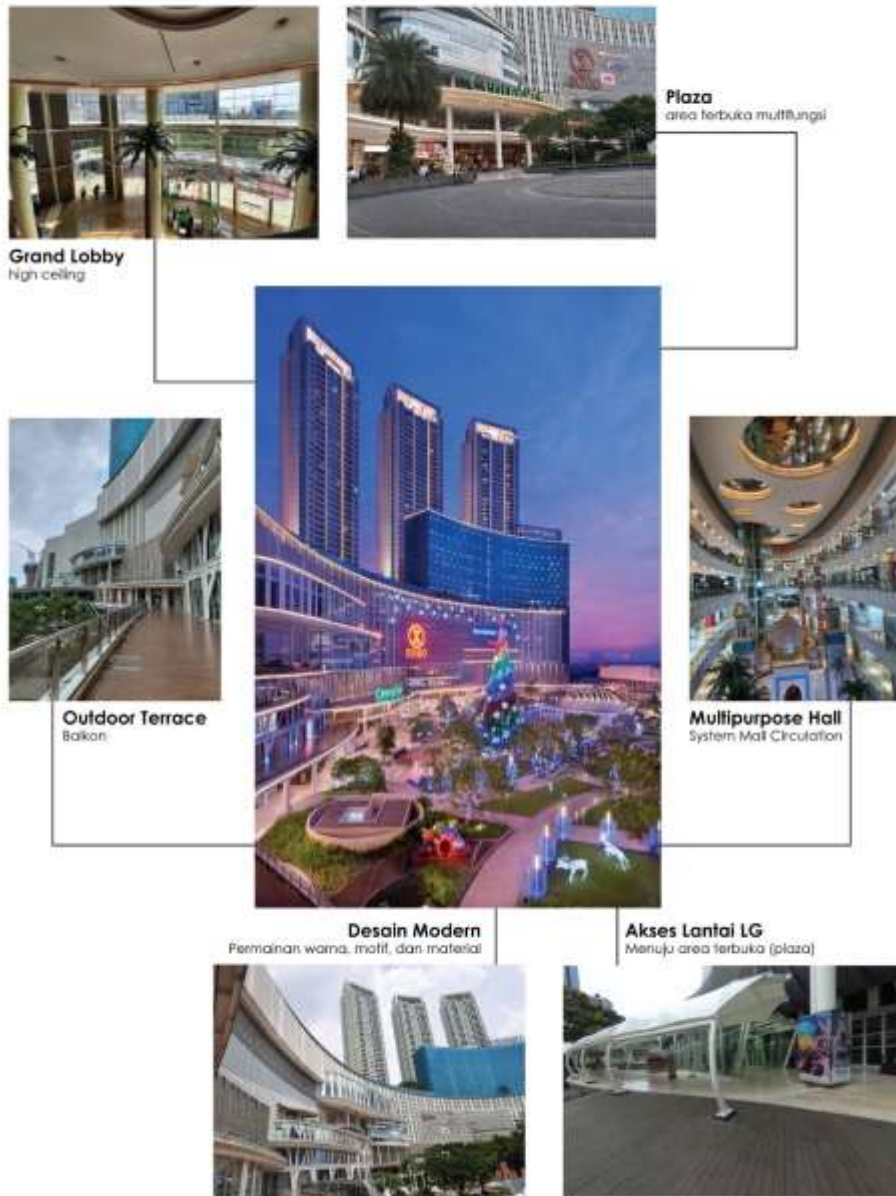 Plaza
area terbuka multifungsi
Grand Lobby
high ceiling
Outdoor Terrace
Balkon
Multipurpose Hall
System Mall Circulation
Desain Modern
Permainan warna, motif, dan material
Akses Lantai LG
Menuju area terbuka (plaza)